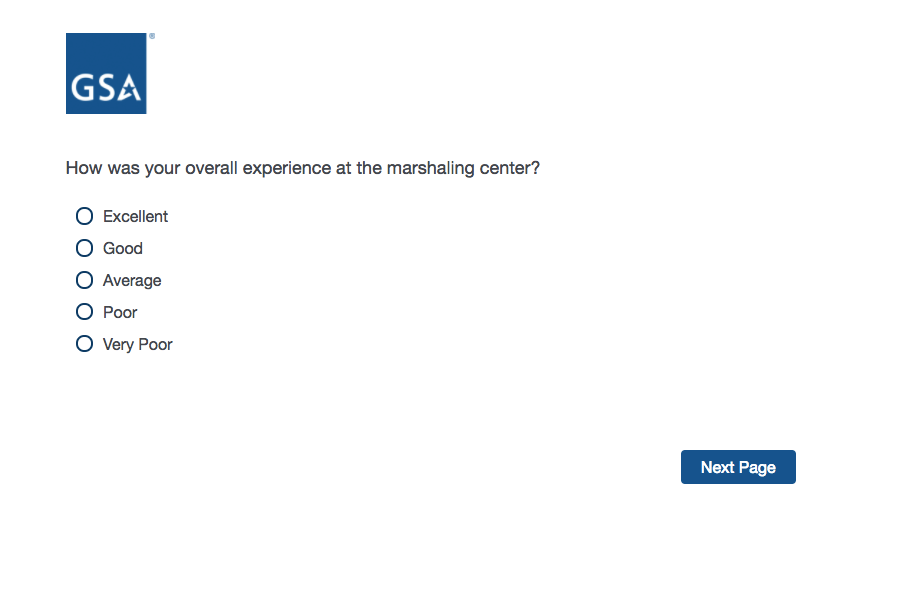 GSA
®
How was your overall experience at the marshaling center?
Excellent
Good
Average
Poor
Very Poor
Next Page